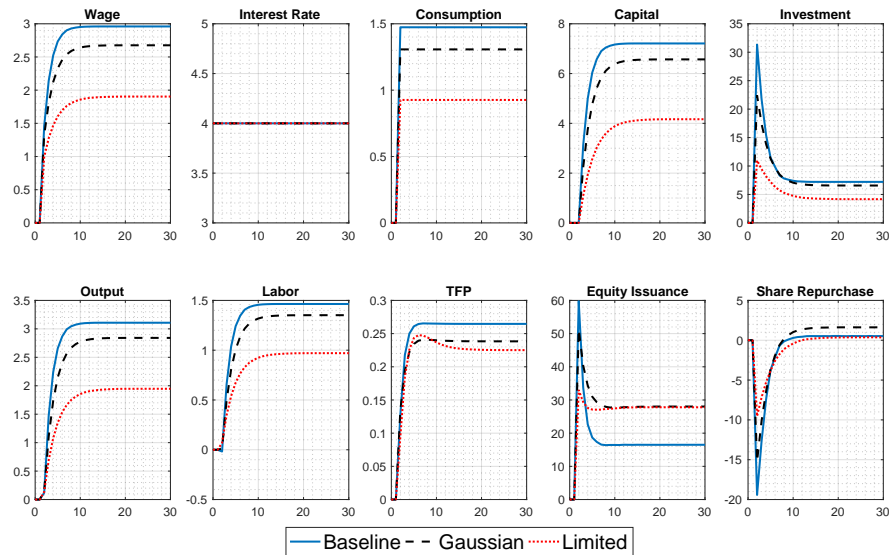 Wage
3
2.5
2
1.5
1
0.5
0
0 10 20 30
Interest Rate
5
4.5
4
3.5
3
0 10 20 30
Consumption
1.5
1
0.5
0
0 10 20 30
Capital
8
6
4
2
0
0 10 20 30
Investment
35
30
25
20
15
10
5
0
0 10 20 30
Output
3.5
3
2.5
2
1.5
1
0.5
0
0 10 20 30
Labor
1.5
1
0.5
0
-0.5
0 10 20 30
TFP
0.3
0.25
0.2
0.15
0.1
0.05
0
0 10 20 30
Equity Issuance
60
50
40
30
20
10
0
0 10 20 30
Share Repurchase
5
0
-5
-10
-15
-20
0 10 20 30
Baseline Gaussian Limited